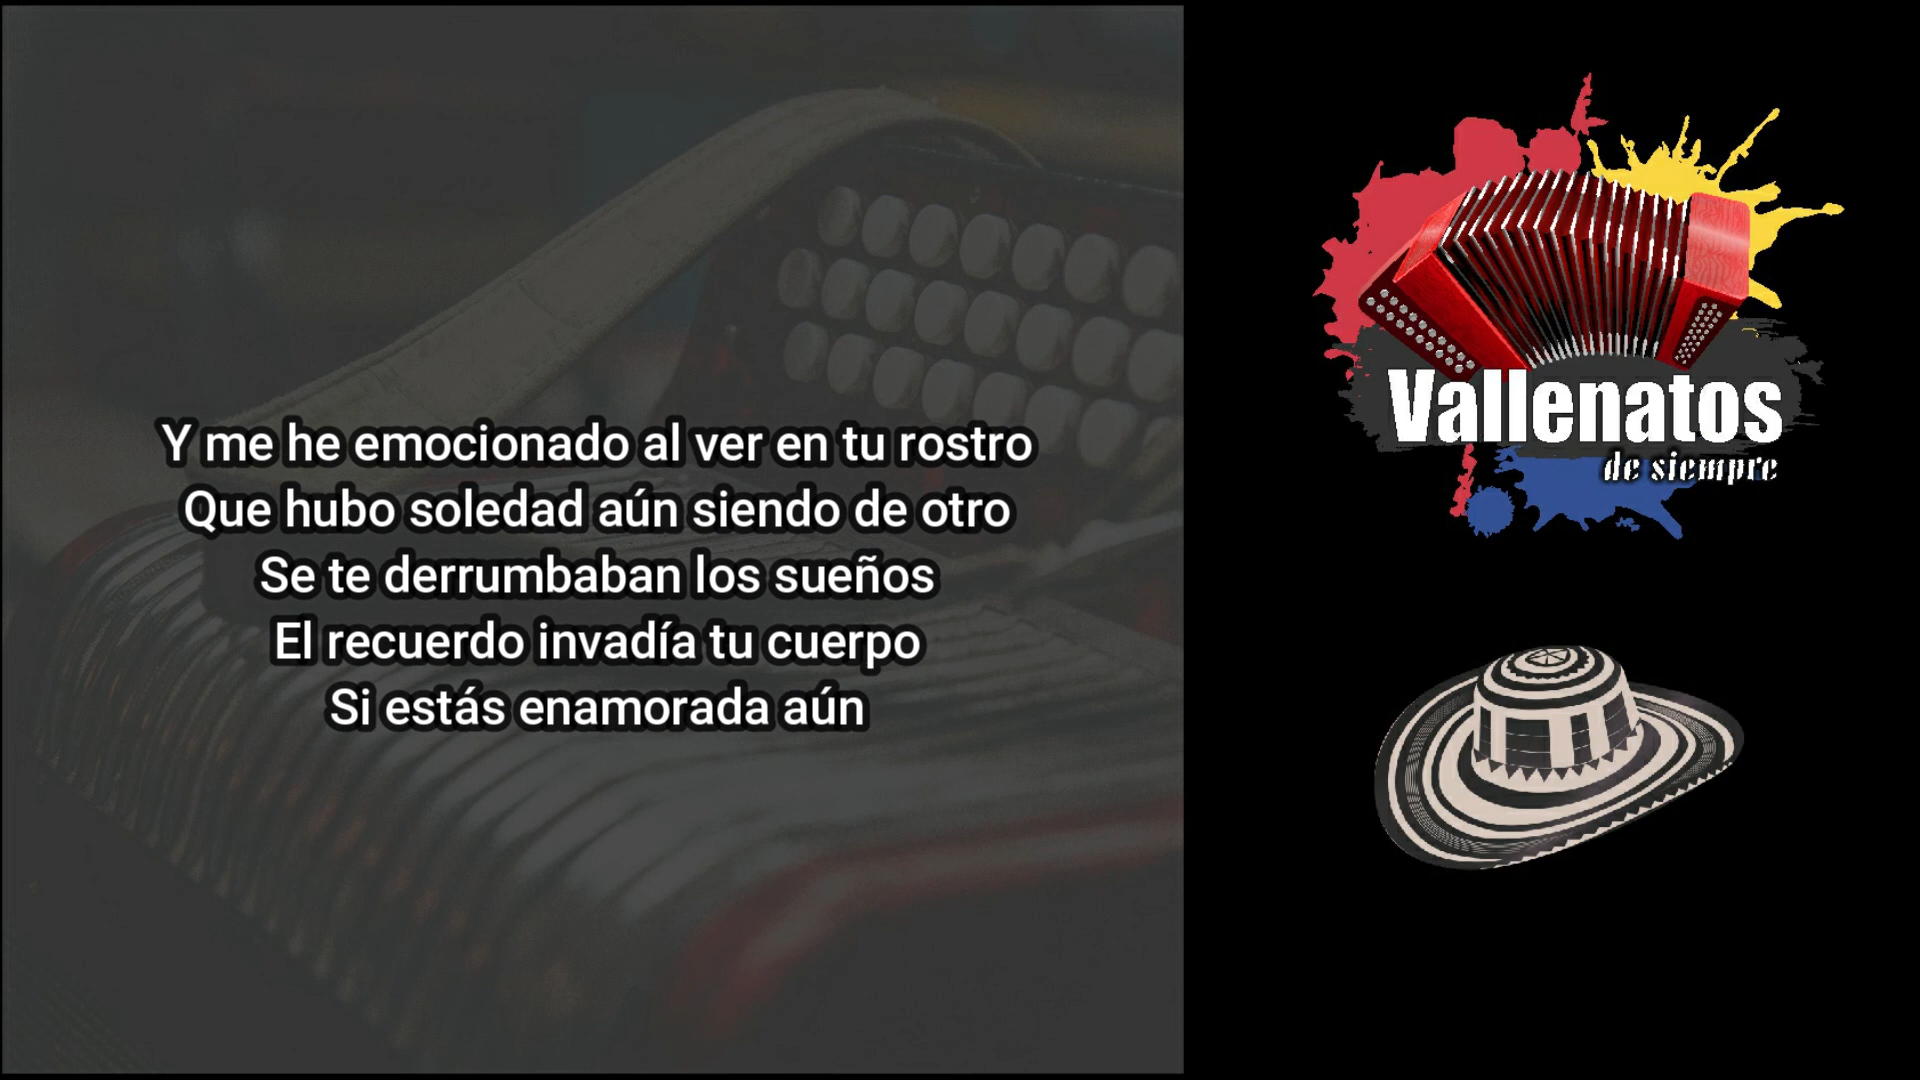 Y me he emocionado al ver en tu rostro
Que hubo soledad aún siendo de otro
Se te derrumbaban los sueños
El recuerdo invadía tu cuerpo
Si estás enamorada aún
Vallenatos
de siempre